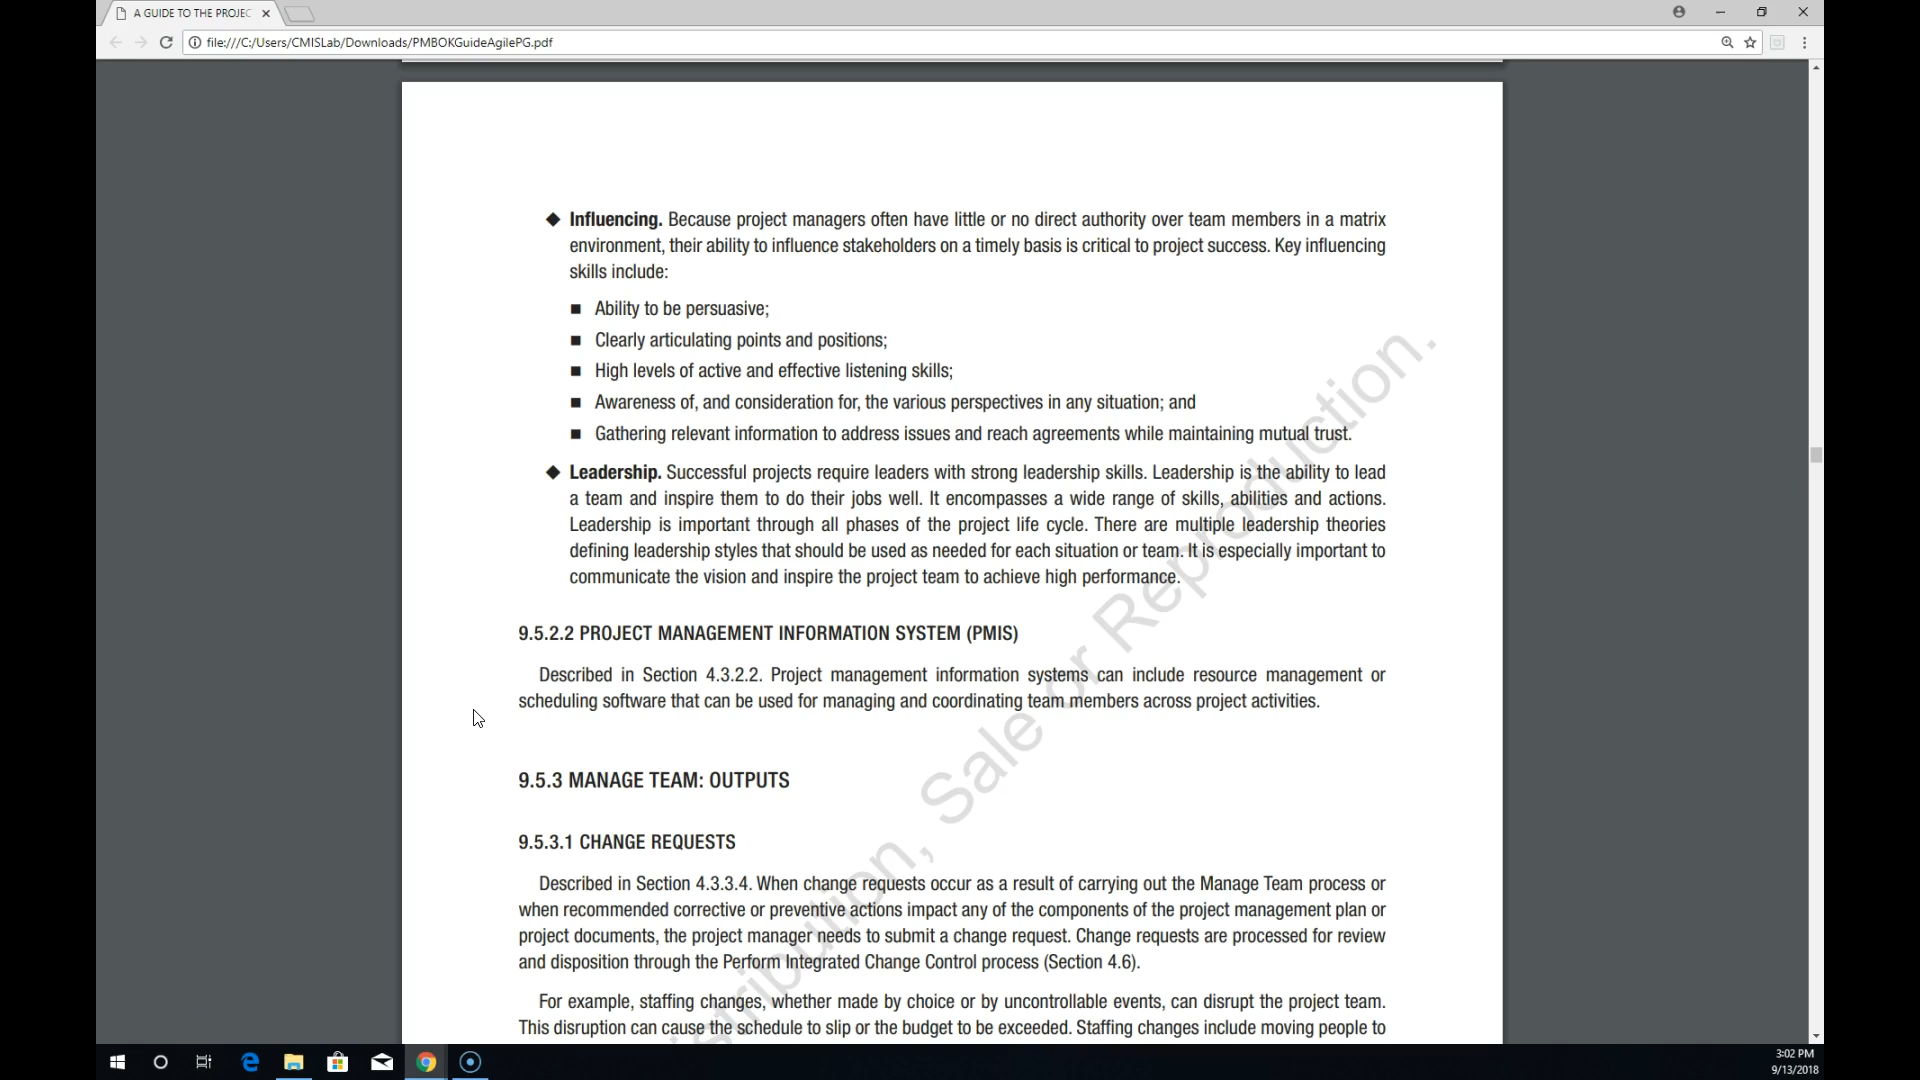 A GUIDE TO THE PROJEC
file:///C:/Users/CMISLab/Downloads/PMBOKGuideAgilePG.pdf
◆ Influencing. Because project managers often have little or no direct authority over team members in a matrix
environment, their ability to influence stakeholders on a timely basis is critical to project success. Key influencing
skills include:
■ Ability to be persuasive;
■ Clearly articulating points and positions;
■ High levels of active and effective listening skills;
■ Awareness of, and consideration for, the various perspectives in any situation; and
■ Gathering relevant information to address issues and reach agreements while maintaining mutual trust.
◆ Leadership. Successful projects require leaders with strong leadership skills. Leadership is the ability to lead
a team and inspire them to do their jobs well. It encompasses a wide range of skills, abilities and actions.
Leadership is important through all phases of the project life cycle. There are multiple leadership theories
defining leadership styles that should be used as needed for each situation or team. It is especially important to
communicate the vision and inspire the project team to achieve high performance.
9.5.2.2 PROJECT MANAGEMENT INFORMATION SYSTEM (PMIS)
Described in Section 4.3.2.2. Project management information systems can include resource management or
scheduling software that can be used for managing and coordinating team members across project activities.
9.5.3 MANAGE TEAM: OUTPUTS
9.5.3.1 CHANGE REQUESTS
Described in Section 4.3.3.4. When change requests occur as a result of carrying out the Manage Team process or
when recommended corrective or preventive actions impact any of the components of the project management plan or
project documents, the project manager needs to submit a change request. Change requests are processed for review
and disposition through the Perform Integrated Change Control process (Section 4.6).
For example, staffing changes, whether made by choice or by uncontrollable events, can disrupt the project team.
This disruption can cause the schedule to slip or the budget to be exceeded. Staffing changes include moving people to
stribution, Sale or Reproduction.
3:02 PM
9/13/2018